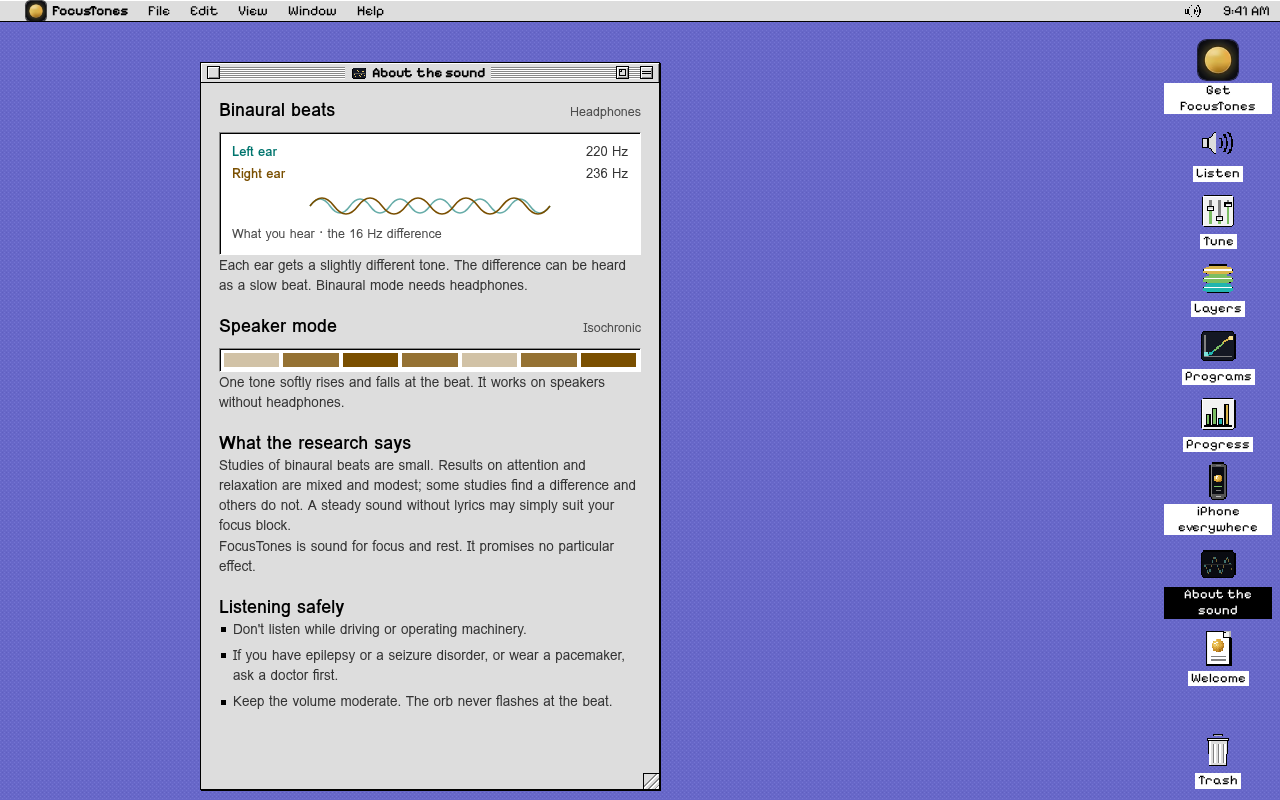 FocusTones File Edit View Window Help 9:41 AM
About the sound
Binaural beats Headphones
Left ear 220 Hz
Right ear 236 Hz
What you hear · the 16 Hz difference
Each ear gets a slightly different tone. The difference can be heard
as a slow beat. Binaural mode needs headphones.
Speaker mode Isochronic
One tone softly rises and falls at the beat. It works on speakers
without headphones.
What the research says
Studies of binaural beats are small. Results on attention and
relaxation are mixed and modest; some studies find a difference and
others do not. A steady sound without lyrics may simply suit your
focus block.
FocusTones is sound for focus and rest. It promises no particular
effect.
Listening safely
Don't listen while driving or operating machinery.
If you have epilepsy or a seizure disorder, or wear a pacemaker,
ask a doctor first.
Keep the volume moderate. The orb never flashes at the beat.
Get
FocusTones
Listen
Tune
Layers
Programs
Progress
iPhone
everywhere
About the
sound
Welcome
Trash